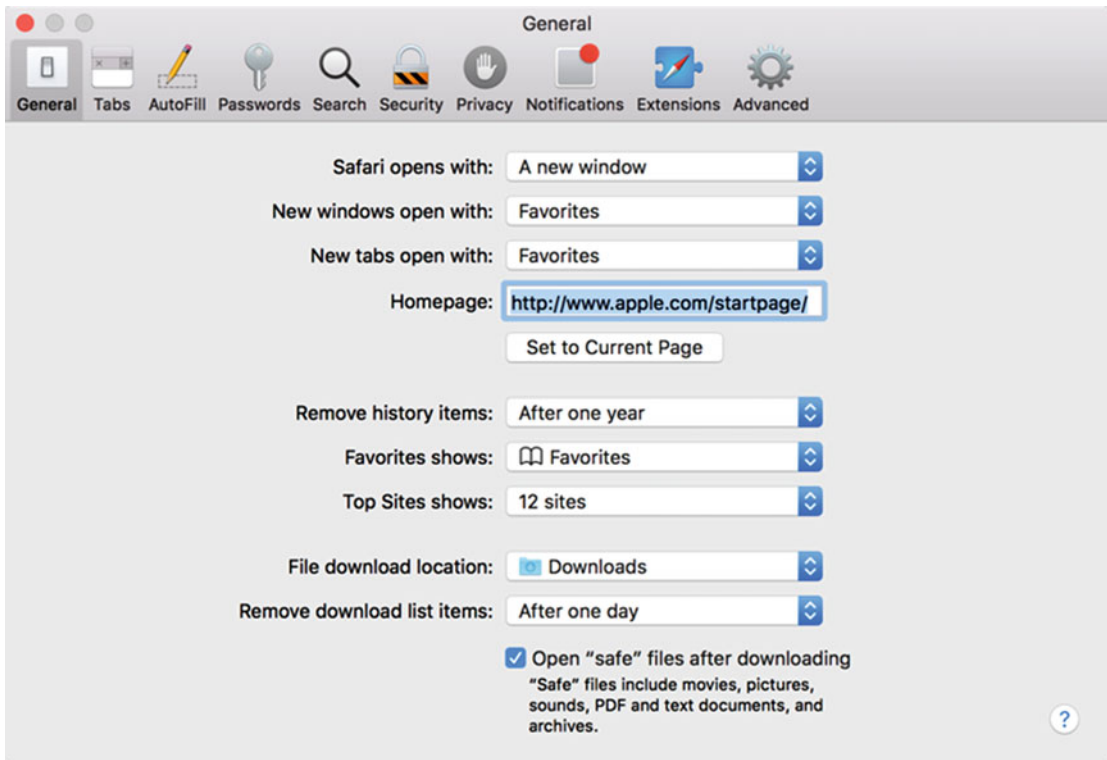 General
General Tabs AutoFill Passwords Search Security Privacy Notifications Extensions Advanced
Safari opens with: A new window
New windows open with: Favorites
New tabs open with: Favorites
Homepage: http://www.apple.com/startpage/
Set to Current Page
Remove history items: After one year
Favorites shows: Favorites
Top Sites shows: 12 sites
File download location: Downloads
Remove download list items: After one day
Open “safe” files after downloading
“Safe” files include movies, pictures,
sounds, PDF and text documents, and
archives.
?